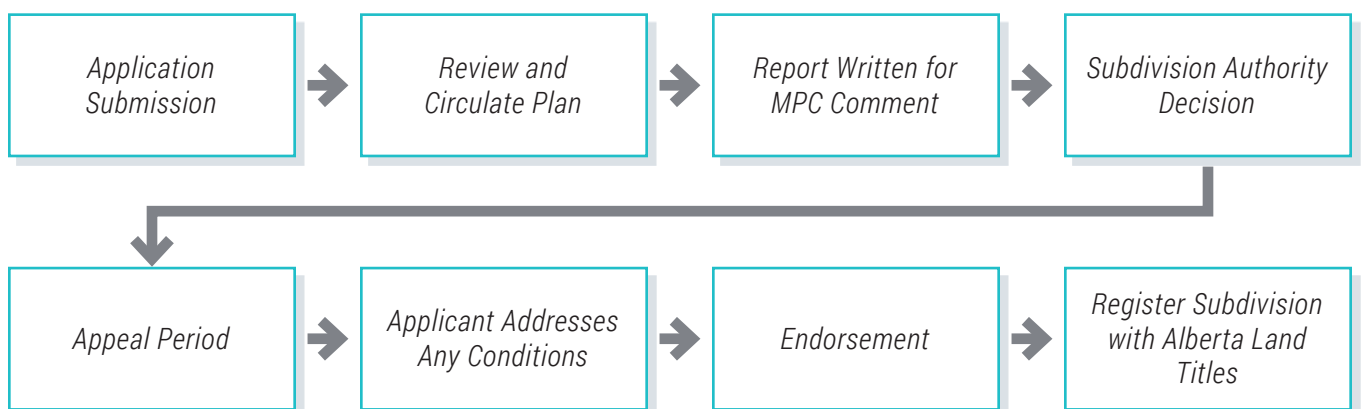 Application
Submission
Review and
Circulate Plan
Report Written for
MPC Comment
Subdivision Authority
Decision
Appeal Period
Applicant Addresses
Any Conditions
Endorsement
Register Subdivision
with Alberta Land
Titles